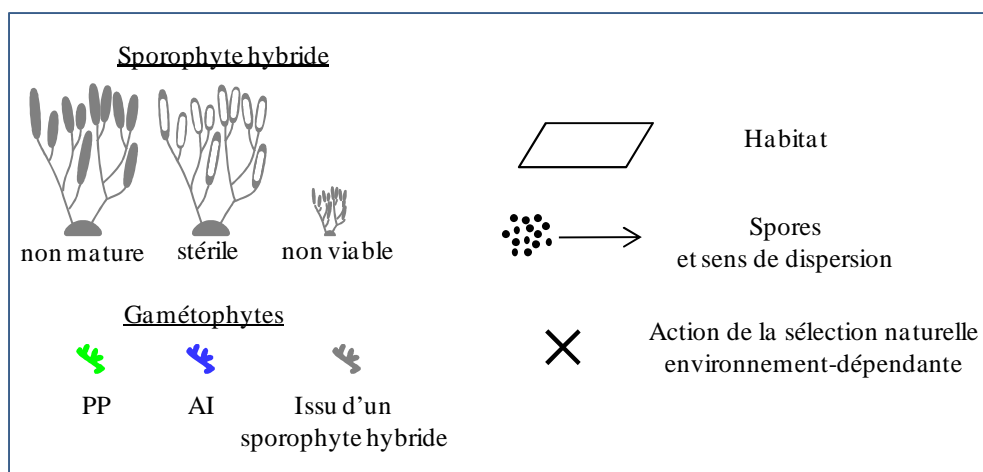 Sporophyte hybride
non mature
stérile
non viable
Gamétophytes
PP
AI
Issu d'un
sporophyte hybride
Habitat
Spores
et sens de dispersion
Action de la sélection naturelle
environnement-dépendante